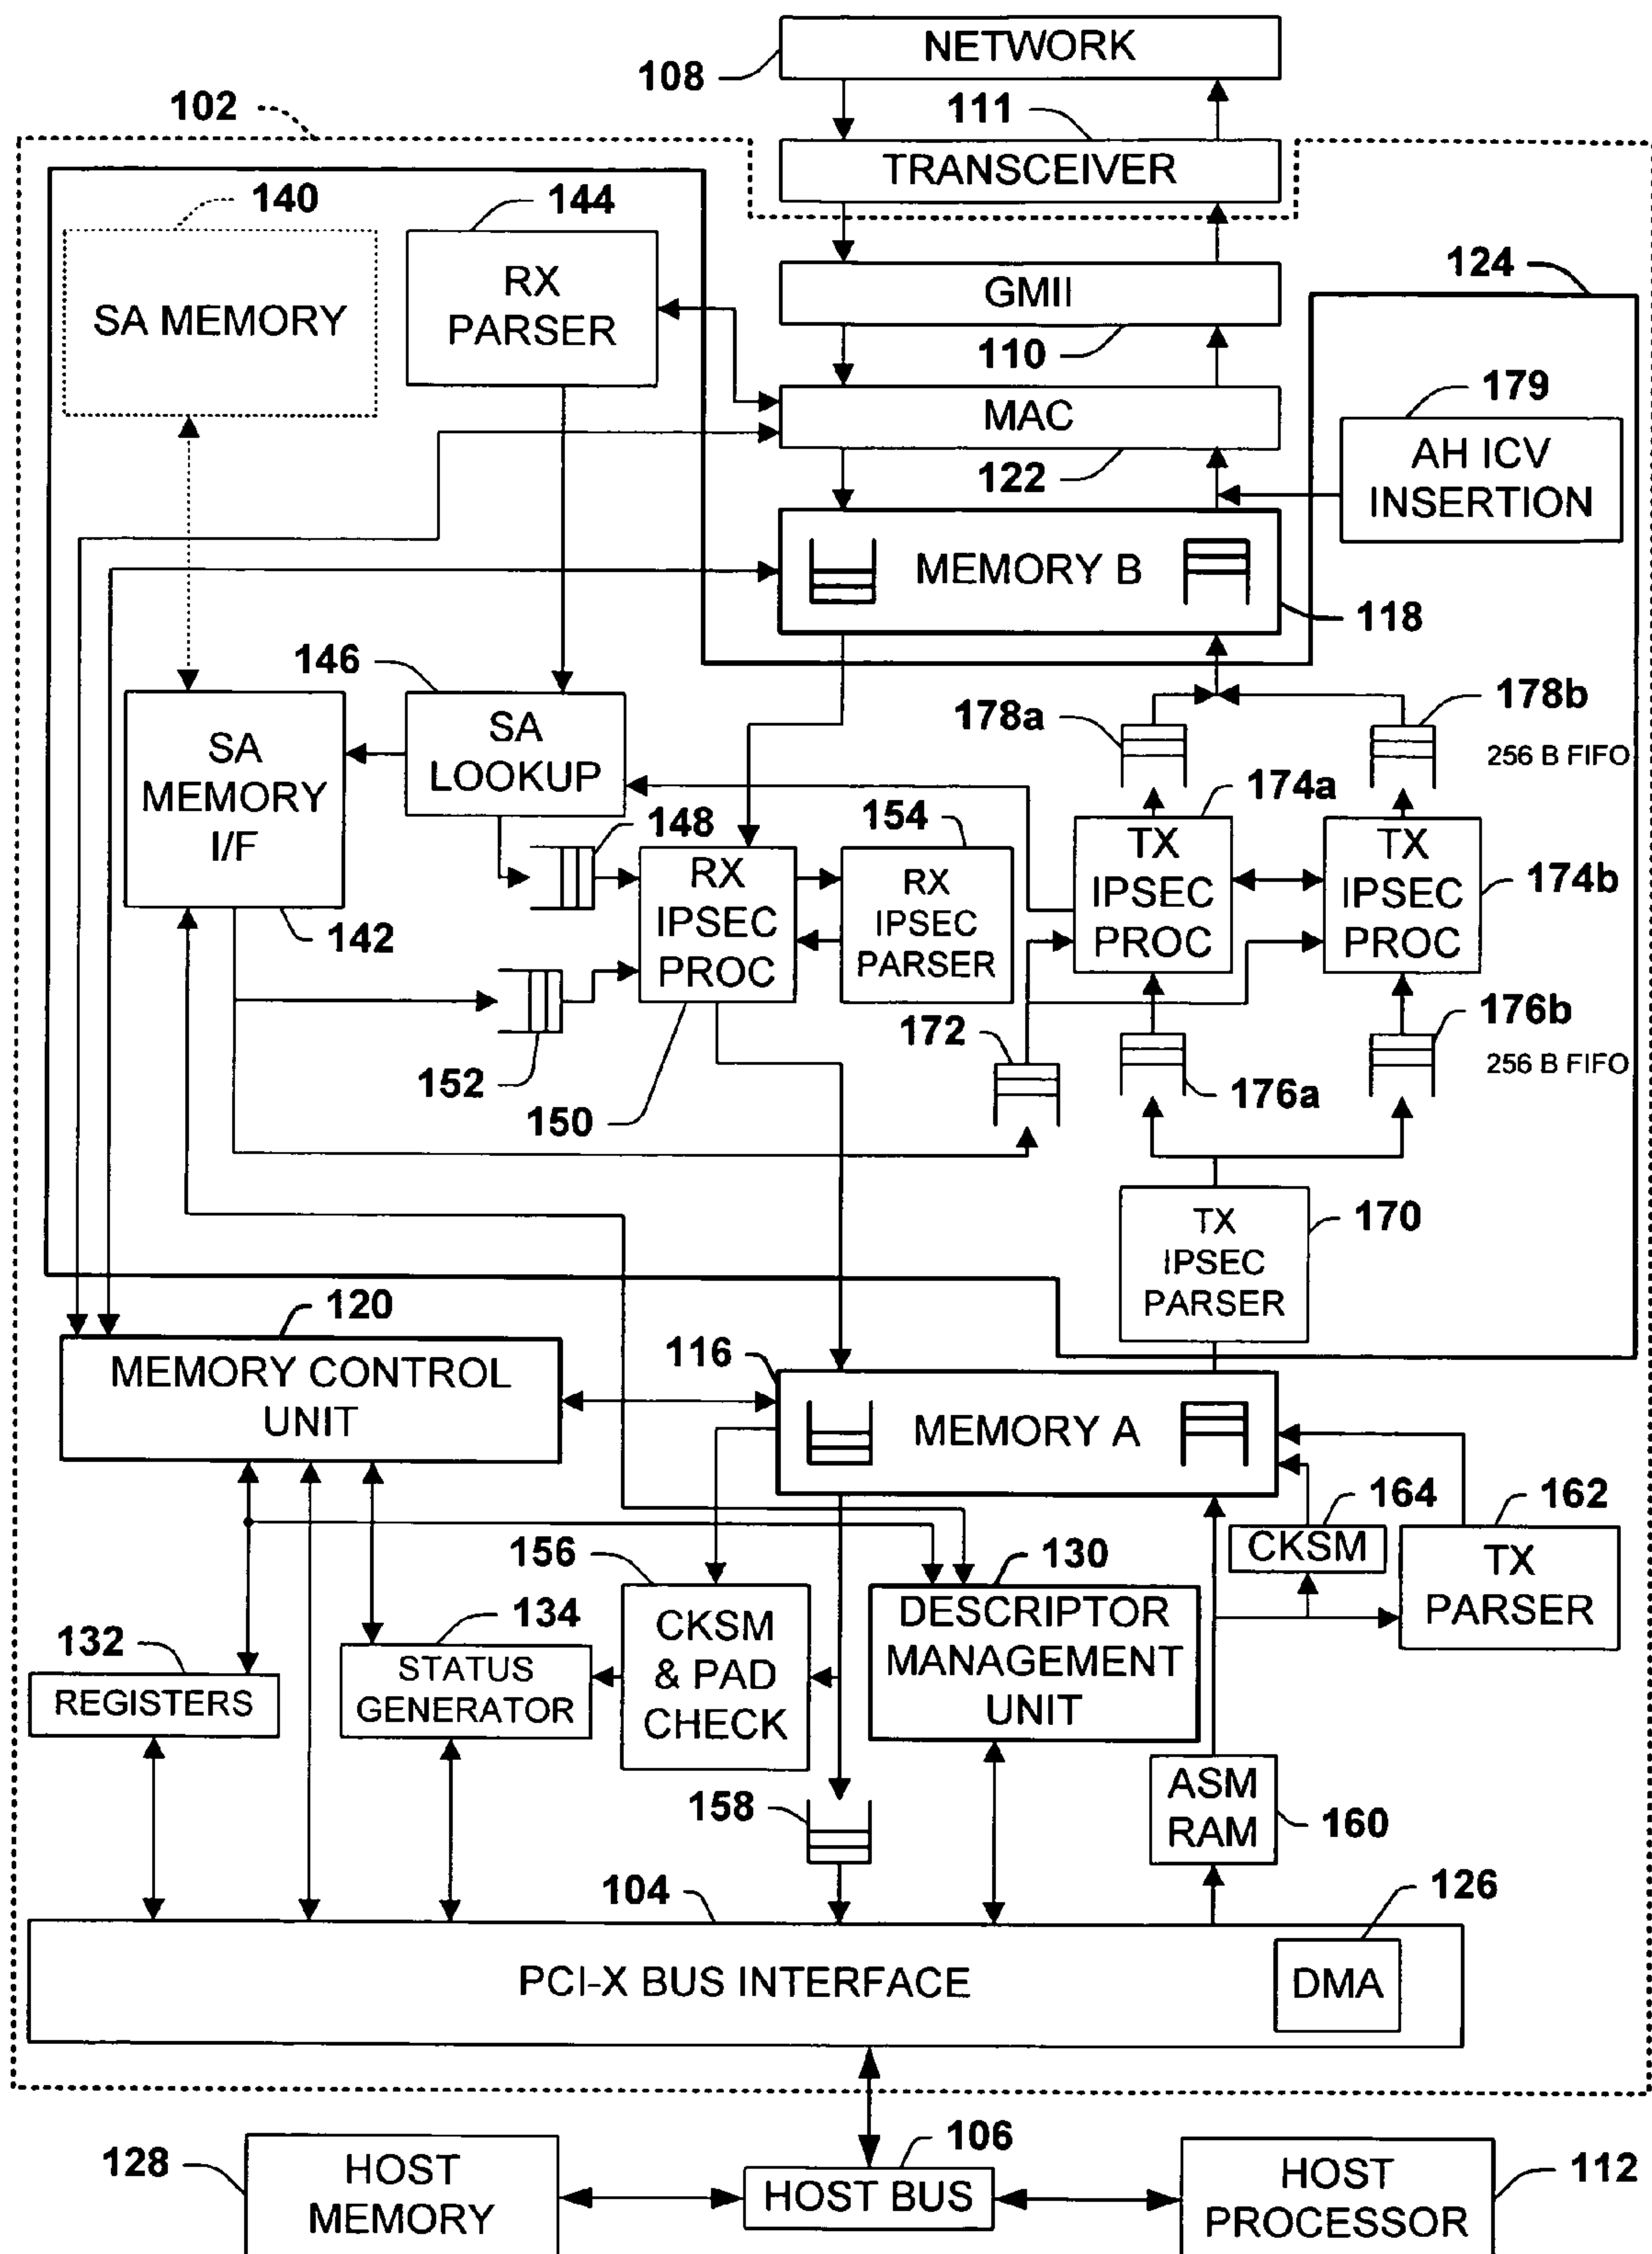 NETWORK
108
102
111
TRANSCEIVER
140
144
124
SA MEMORY
RX
PARSER
GMII
110
179
MAC
AH ICV
INSERTION
122
MEMORY B
118
146
178a
178b
256 B FIFO
SA
LOOKUP
SA
MEMORY
I/F
174a
148
154
TX
IPSEC
PROC
TX
IPSEC
PROC
174b
RX
IPSEC
PROC
RX
IPSEC
PARSER
142
172
176b
256 B FIFO
152
150
176a
TX
IPSEC
PARSER
170
120
116
MEMORY CONTROL
UNIT
MEMORY A
164
162
156
130
CKSM
TX
PARSER
134
CKSM
& PAD
CHECK
DESCRIPTOR
MANAGEMENT
UNIT
132
STATUS
GENERATOR
REGISTERS
158
ASM
RAM
160
104
126
PCI-X BUS INTERFACE
DMA
106
128
HOST
MEMORY
HOST BUS
HOST
PROCESSOR
112